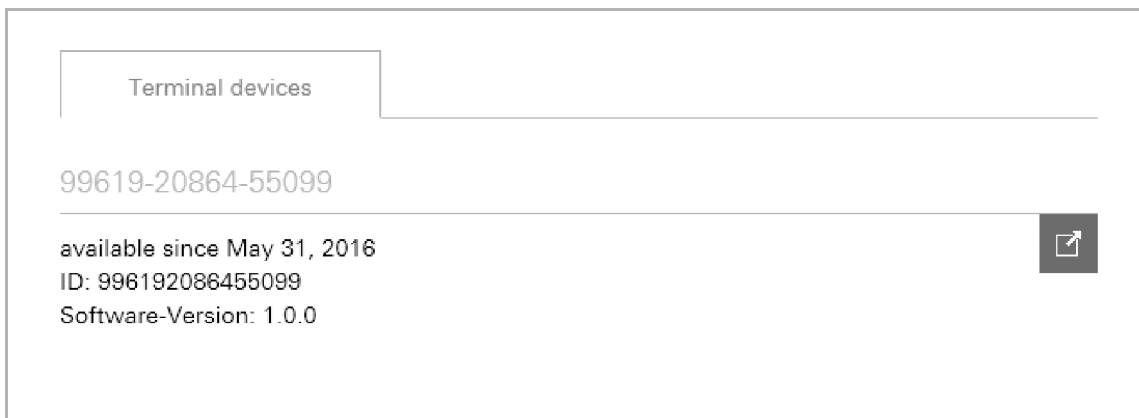 Terminal devices
99619-20864-55099
available since May 31, 2016
ID: 996192086455099
Software-Version: 1.0.0